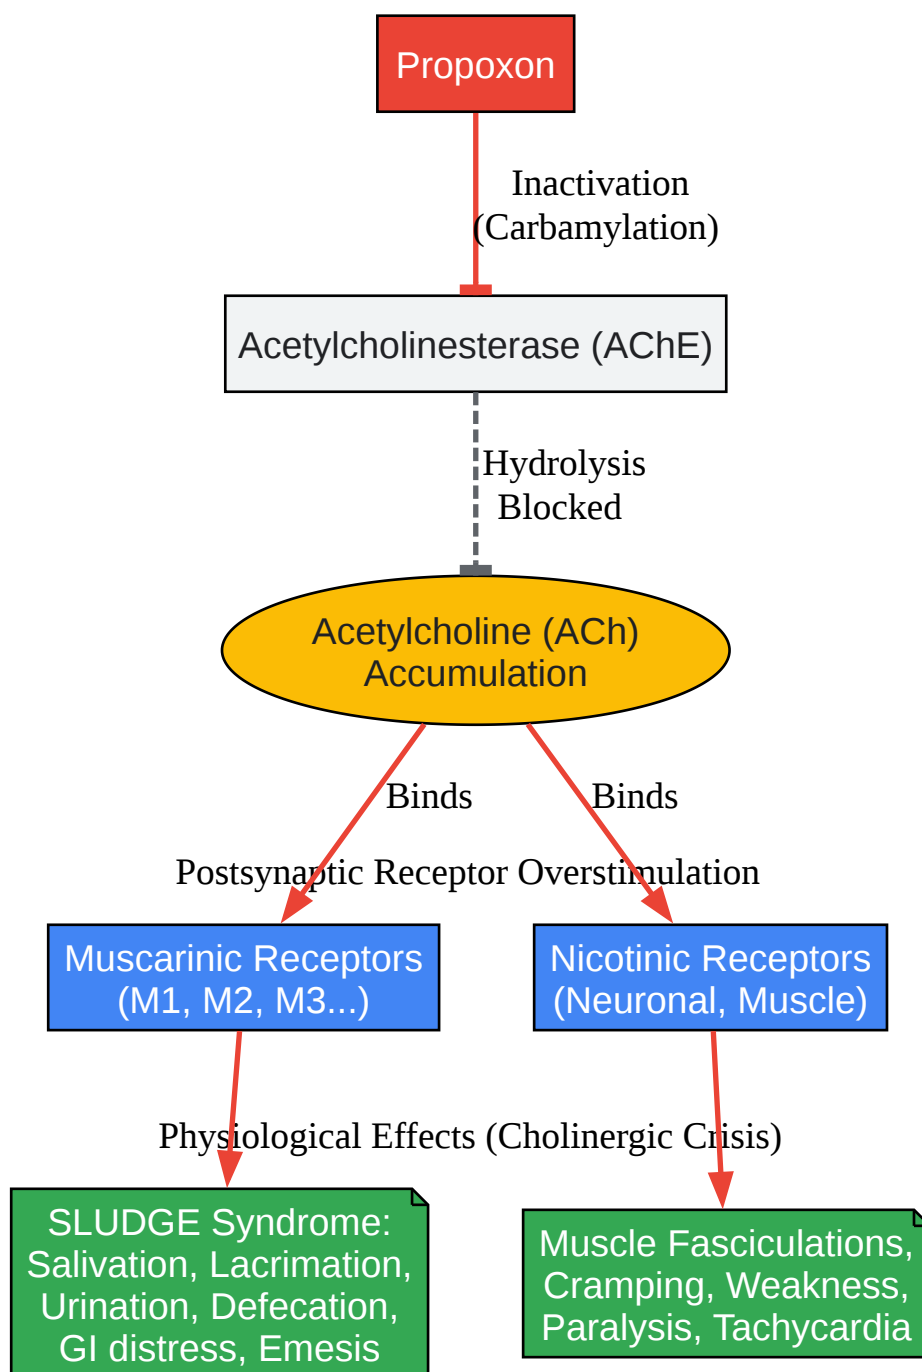 Propoxon
Inactivation
(Carbamylation)
Acetylcholinesterase (AChE)
Hydrolysis
Blocked
Acetylcholine (ACh)
Accumulation
Binds
Binds
Postsynaptic Receptor Overstimulation
Muscarinic Receptors
(M1, M2, M3...)
Nicotinic Receptors
(Neuronal, Muscle)
Physiological Effects (Cholinergic Crisis)
SLUDGE Syndrome:
Salivation, Lacrimation,
Urination, Defecation,
GI distress, Emesis
Muscle Fasciculations,
Cramping, Weakness,
Paralysis, Tachycardia